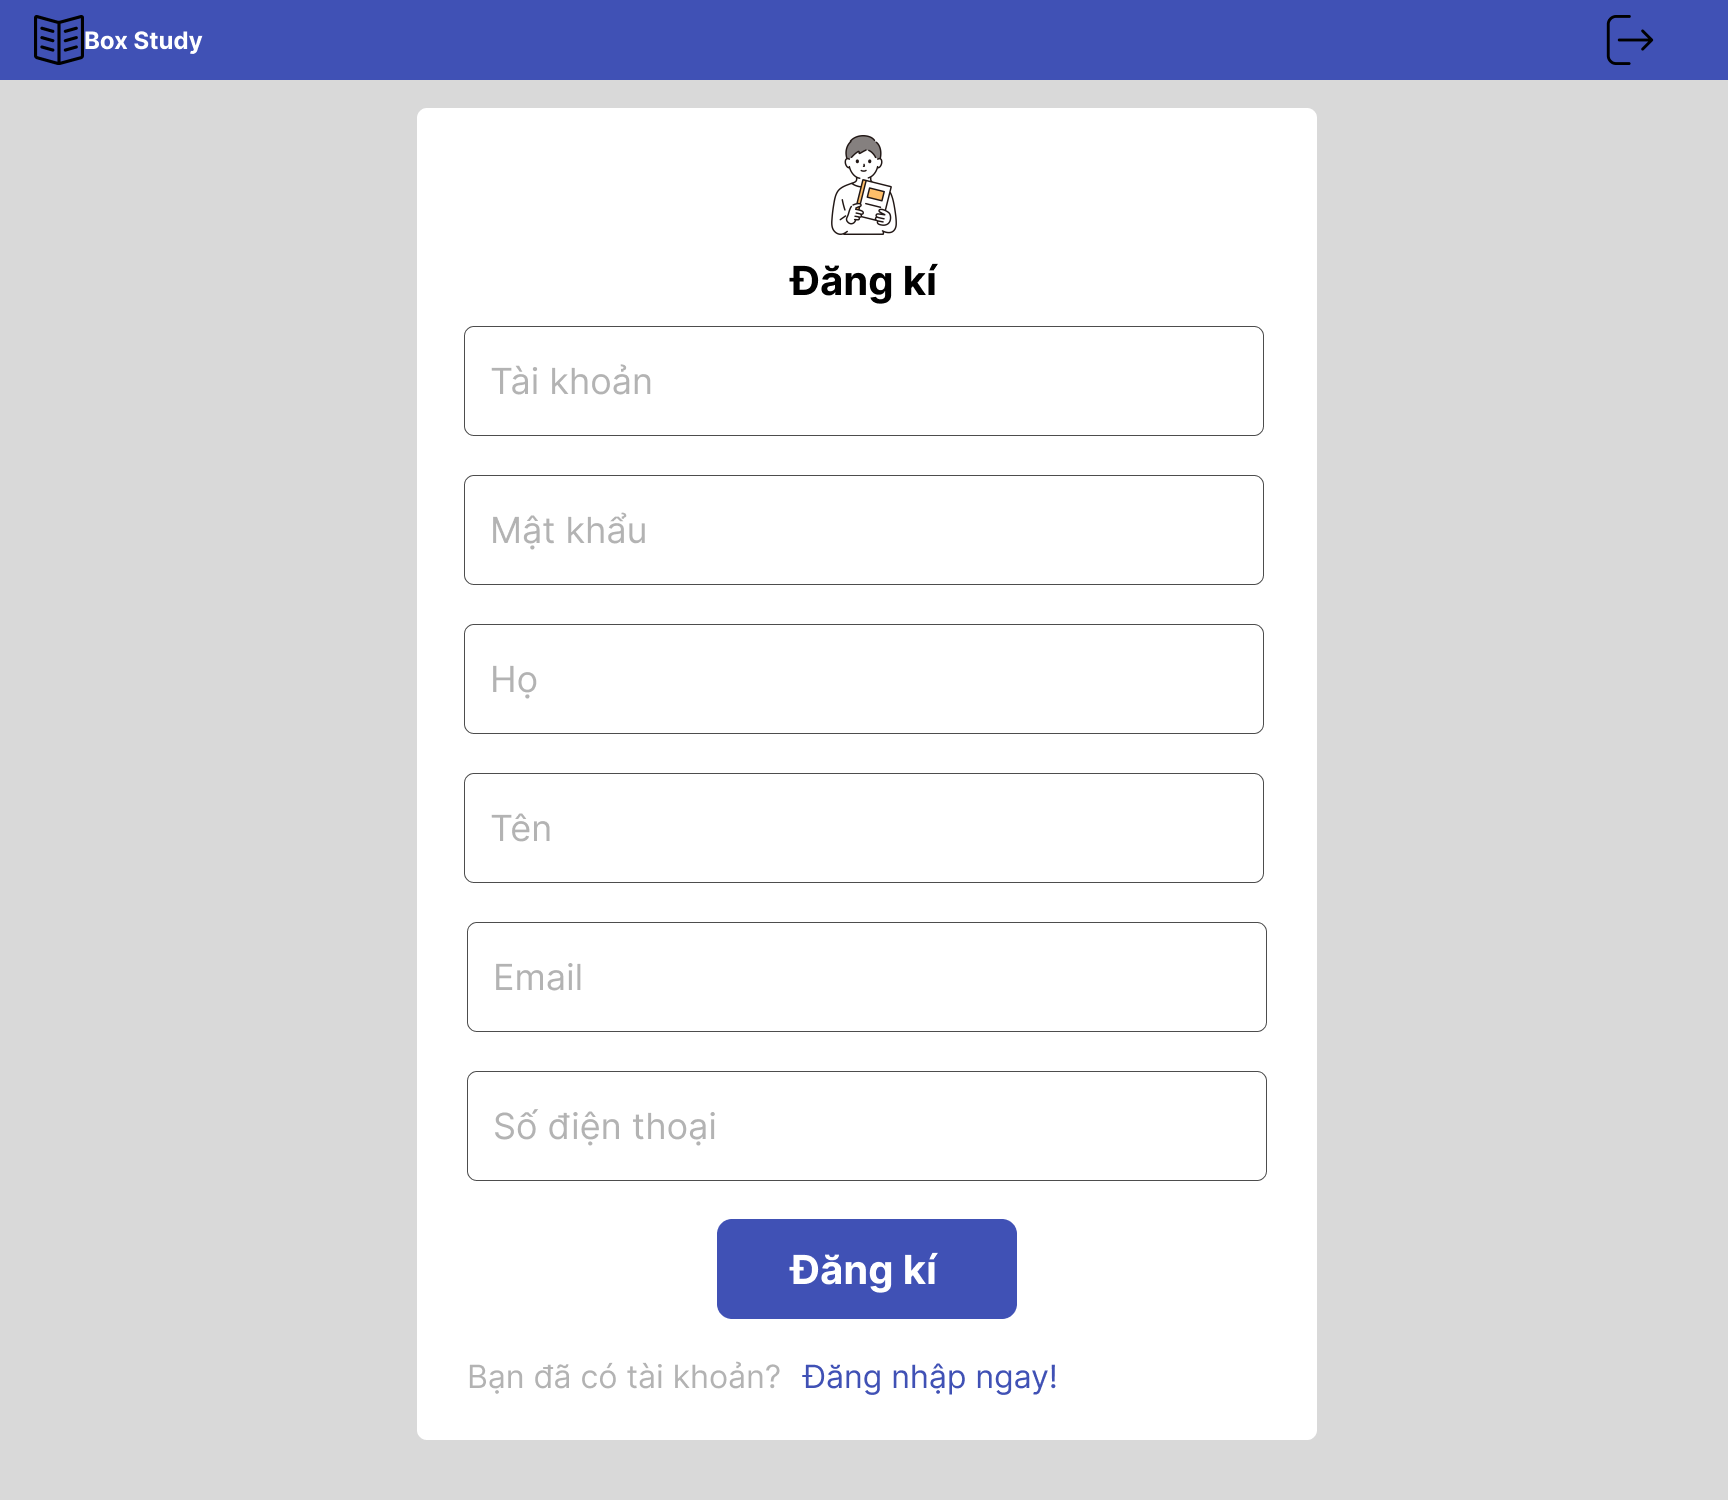 Box Study
Đăng kí
Tài khoản
Mật khẩu
Họ
Tên
Email
Số điện thoại
Đăng kí
Bạn đã có tài khoản? Đăng nhập ngay!